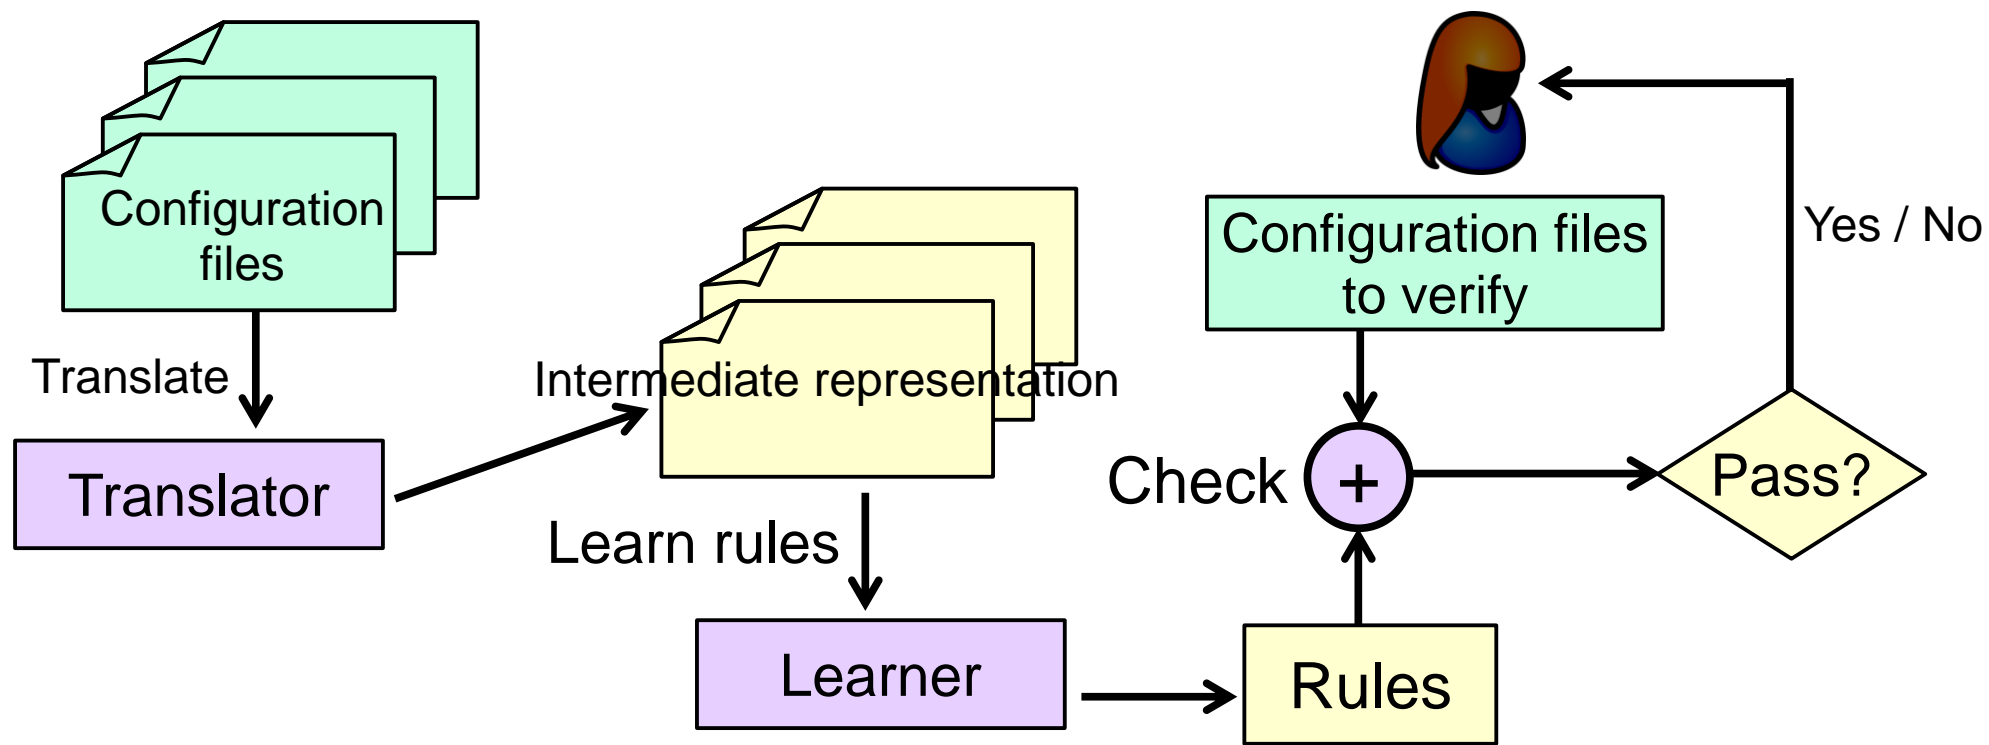 Configuration
files
Translate
Translator
Intermediate representation
Learn rules
Learner
Configuration files
to verify
Yes / No
Check
+
Pass?
Rules